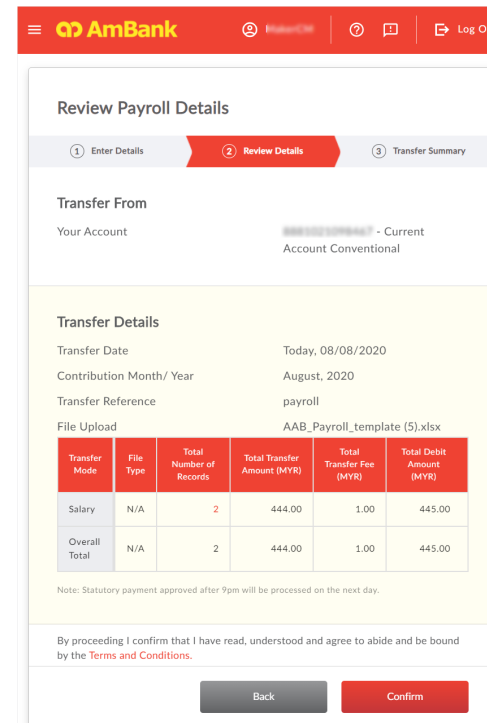 AmBank
Log O
Review Payroll Details
1 Enter Details
2 Review Details
3 Transfer Summary
Transfer From
Your Account
- Current
Account Conventional
Transfer Details
Transfer Date Today, 08/08/2020
Contribution Month/ Year August, 2020
Transfer Reference payroll
File Upload AAB_Payroll_template (5).xlsx
Transfer Mode File Type Total Number of Records Total Transfer Amount (MYR) Total Transfer Fee (MYR) Total Debit Amount (MYR)
Salary N/A 2 444.00 1.00 445.00
Overall Total N/A 2 444.00 1.00 445.00
Note: Statutory payment approved after 9pm will be processed on the next day.
By proceeding I confirm that I have read, understood and agree to abide and be bound
by the Terms and Conditions.
Back
Confirm